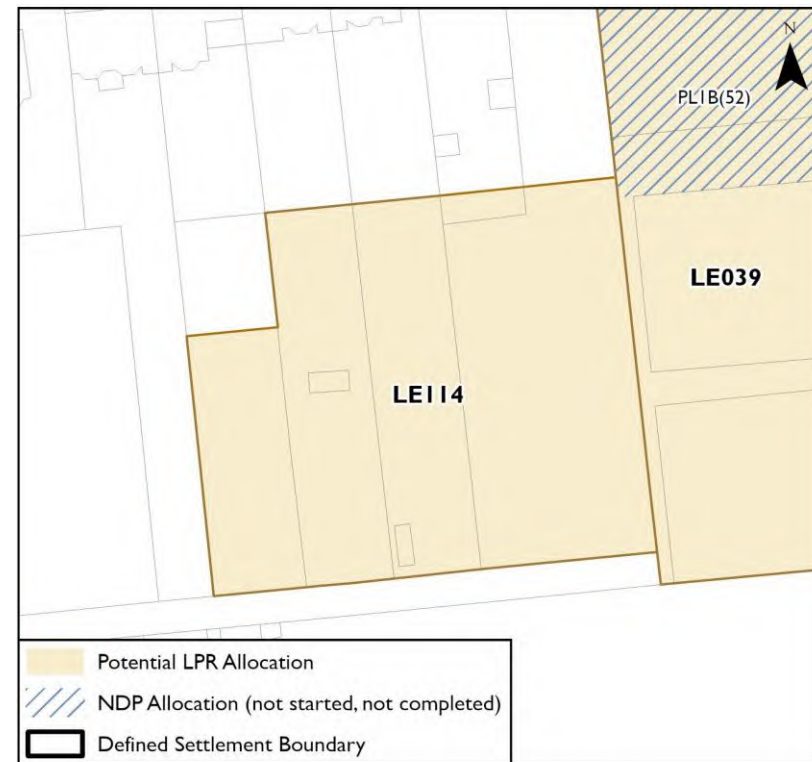 N
PL1B(52)
LE039
LE114
Potential LPR Allocation
NDP Allocation (not started, not completed)
Defined Settlement Boundary